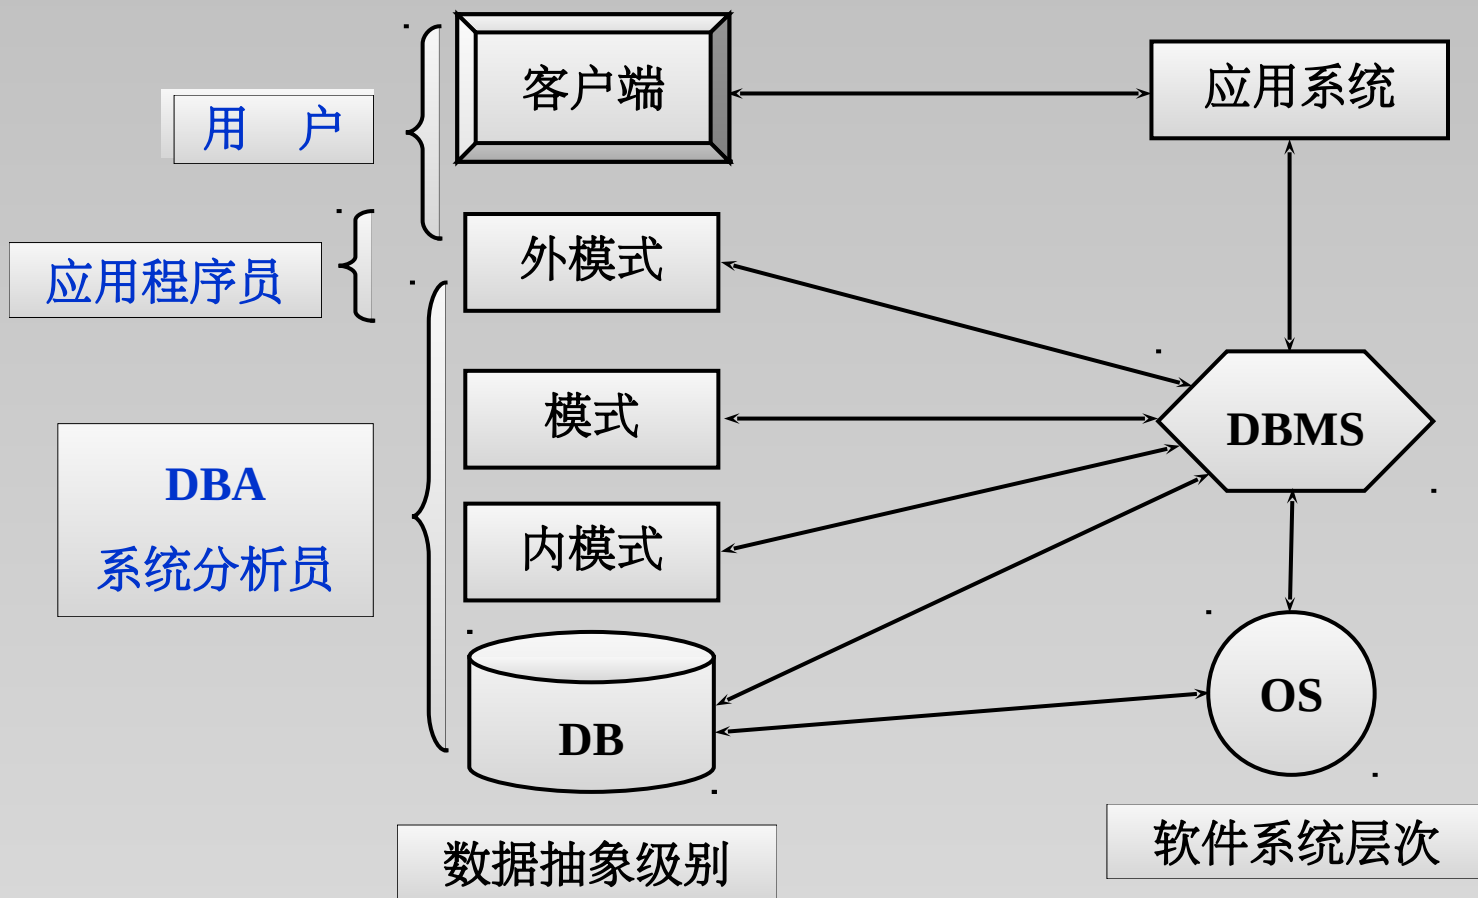 客户端
应用系统
用 户
外模式
应用程序员
模式
DBMS
DBA
系统分析员
内模式
OS
DB
数据抽象级别
软件系统层次